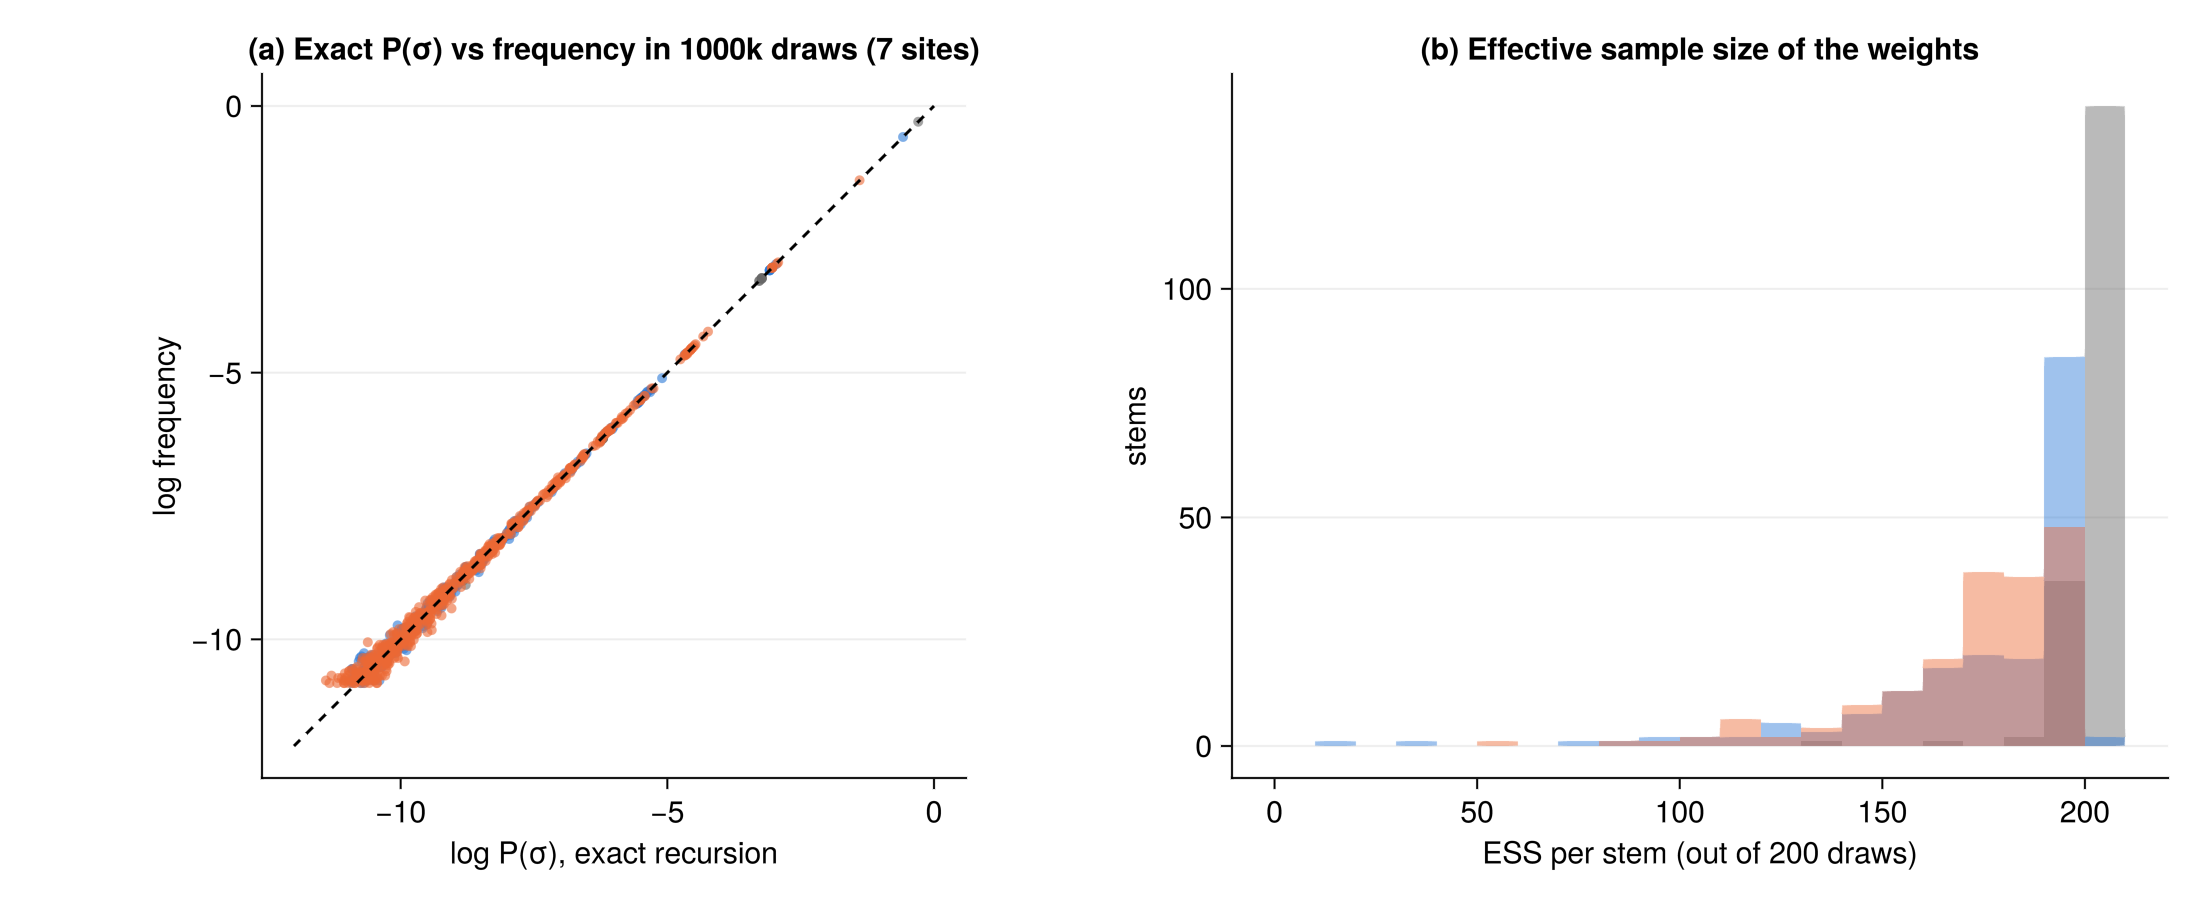 (a) Exact P(σ) vs frequency in 1000k draws (7 sites)
0
−5
−10
log frequency
−10
−5
0
log P(σ), exact recursion
(b) Effective sample size of the weights
100
50
0
stems
0
50
100
150
200
ESS per stem (out of 200 draws)